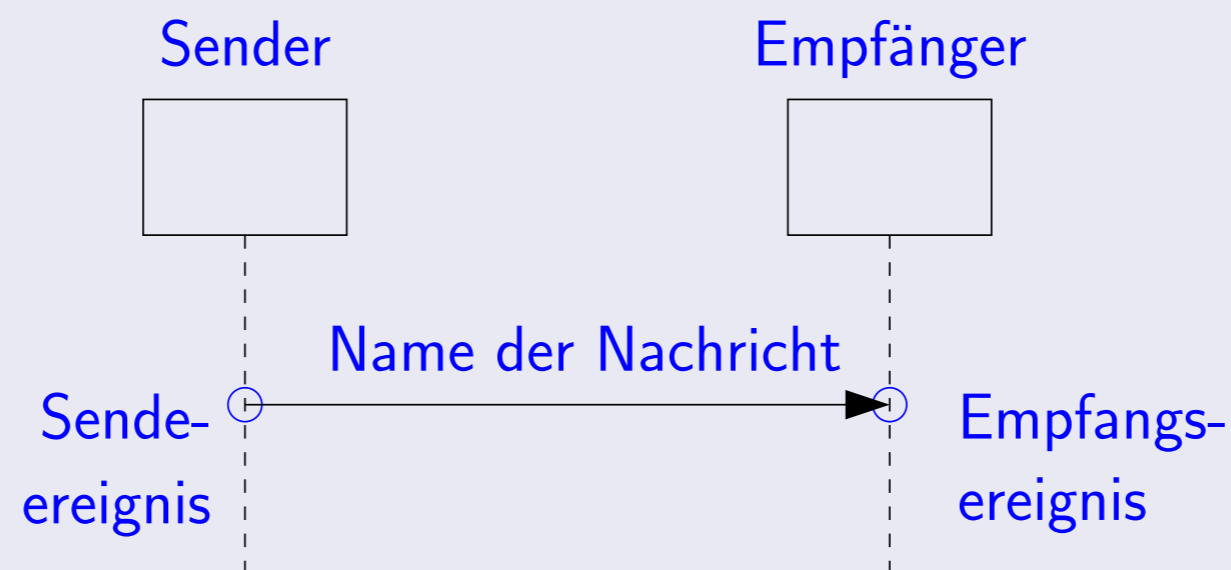 Sender
Empfänger
Name der Nachricht
Sende-
ereignis
Empfangs-
ereignis